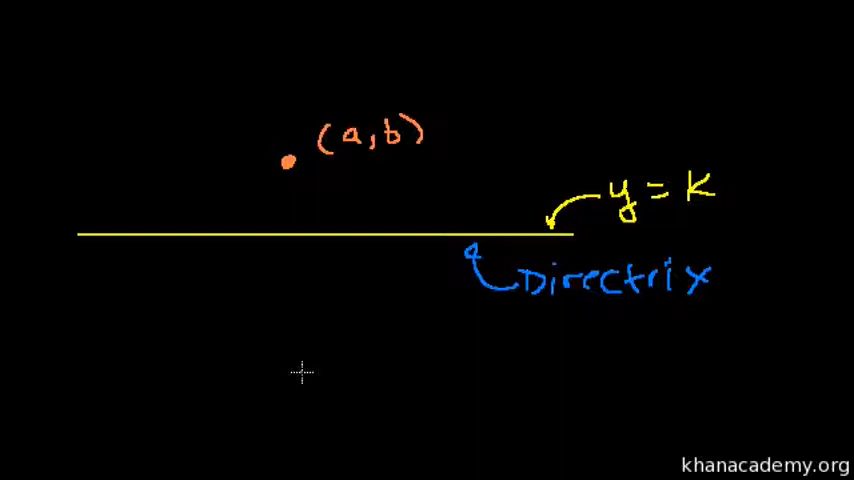 (a,b)
y = k
Directrix
khanacademy.org